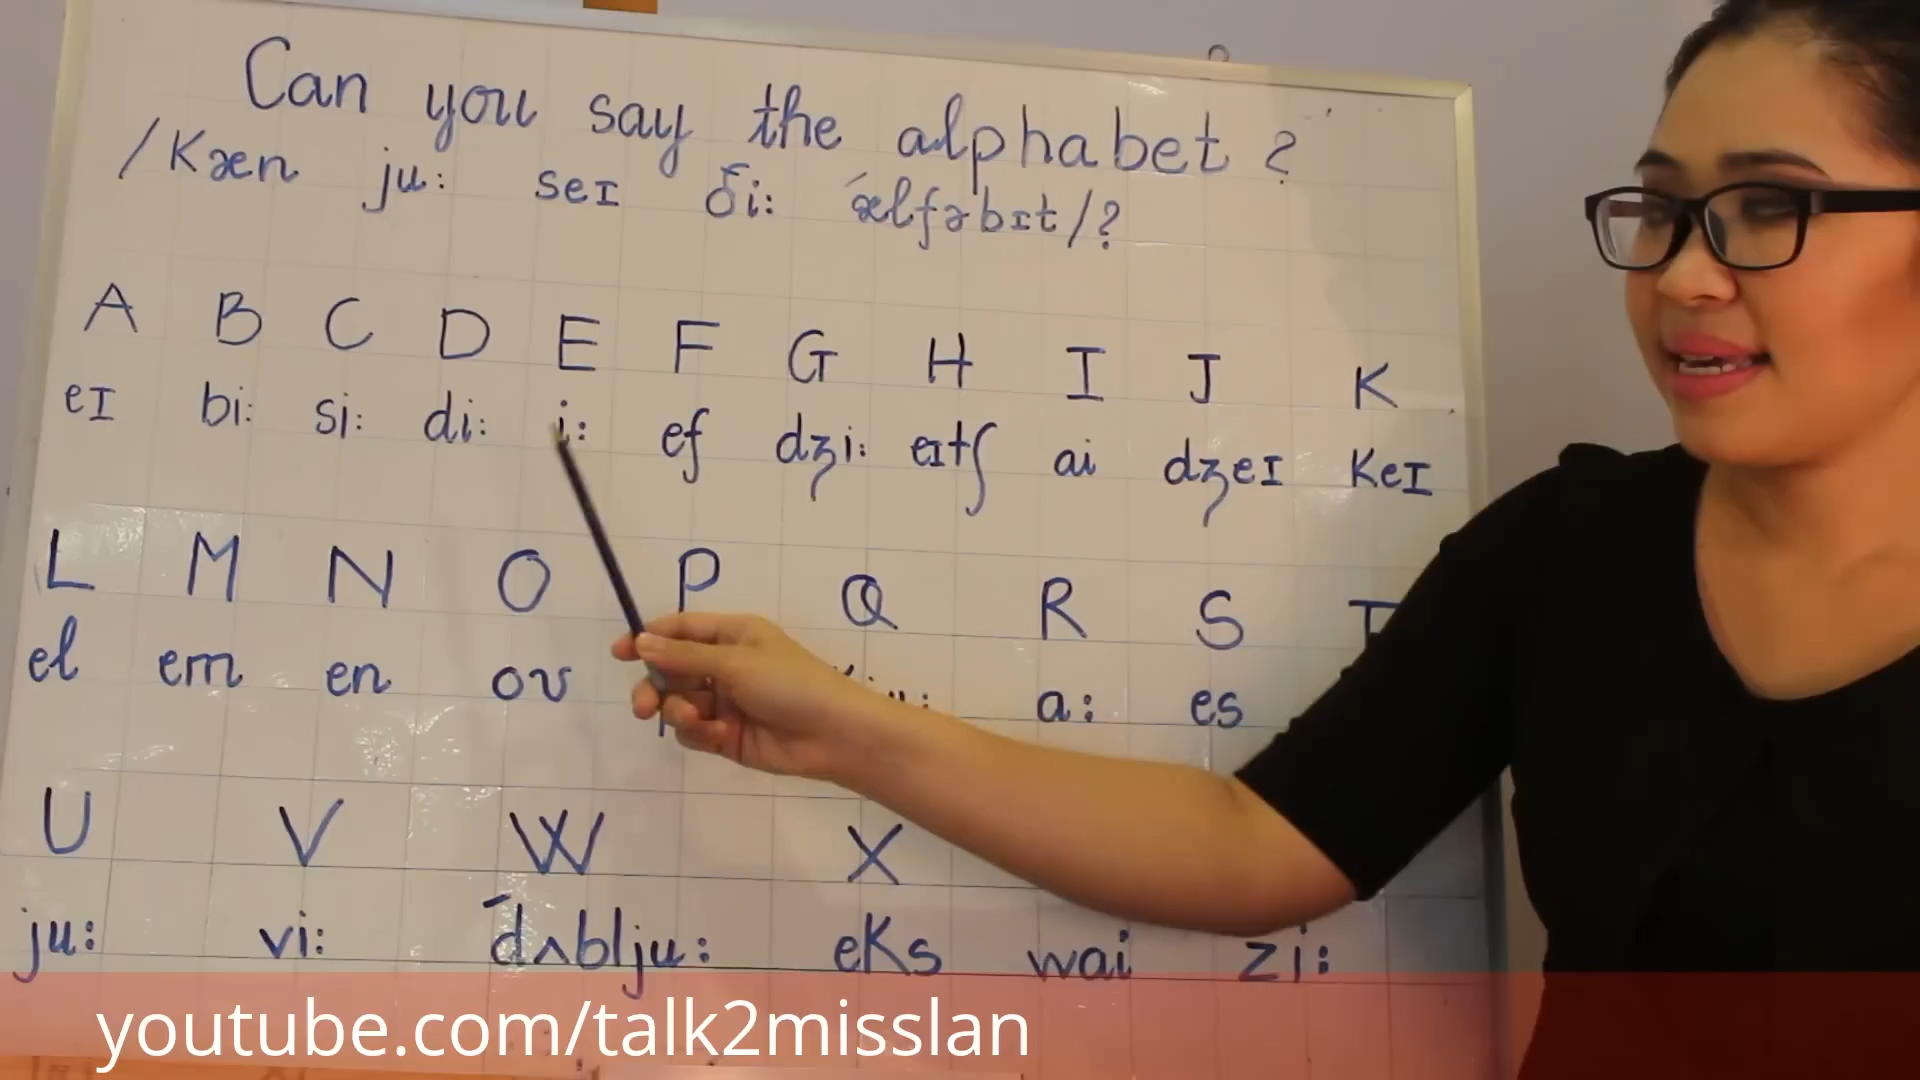 Can you say the alphabet ?
/Kæn ju: seɪ ði: ́ælfəbɪt/?
A B C D E F G H I J K
eɪ bi: si: di: i: ef dʒi: eɪtʃ ai dʒeɪ Keɪ
L M N O P Q R S T
el em en oʊ a: es
U V W X
ju: vi: ́dʌblju: eKs wai zi:
youtube.com/talk2misslan